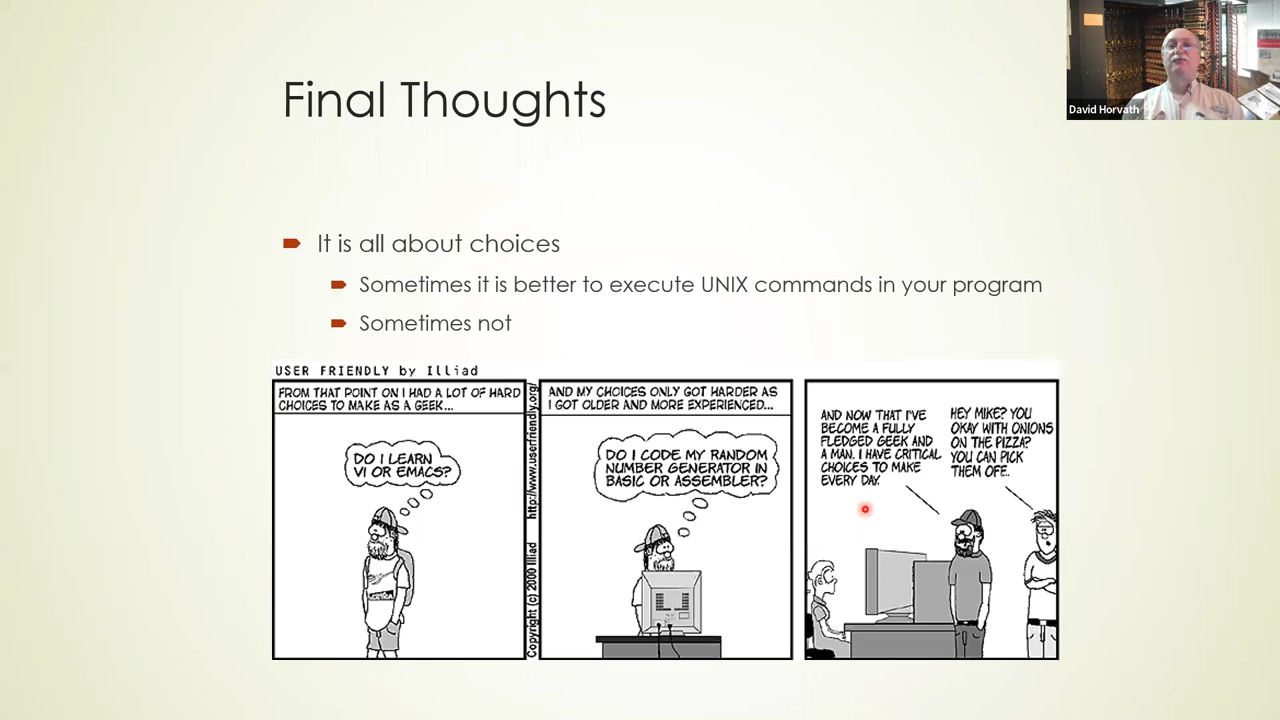 Final Thoughts
David Horvath
It is all about choices
Sometimes it is better to execute UNIX commands in your program
Sometimes not
USER FRIENDLY by Illiad
FROM THAT POINT ON I HAD A LOT OF HARD
CHOICES TO MAKE AS A GEEK...
DO I LEARN
VI OR EMACS?
Copyright (c) 2000 Illiad http://www.userfriendly.org/
AND MY CHOICES ONLY GOT HARDER AS
I GOT OLDER AND MORE EXPERIENCED...
DO I CODE MY RANDOM
NUMBER GENERATOR IN
BASIC OR ASSEMBLER?
AND NOW THAT I'VE
BECOME A FULLY
FLEDGED GEEK AND
A MAN. I HAVE CRITICAL
CHOICES TO MAKE
EVERY DAY.
HEY MIKE? YOU
OKAY WITH ONIONS
ON THE PIZZA?
YOU CAN PICK
THEM OFF..